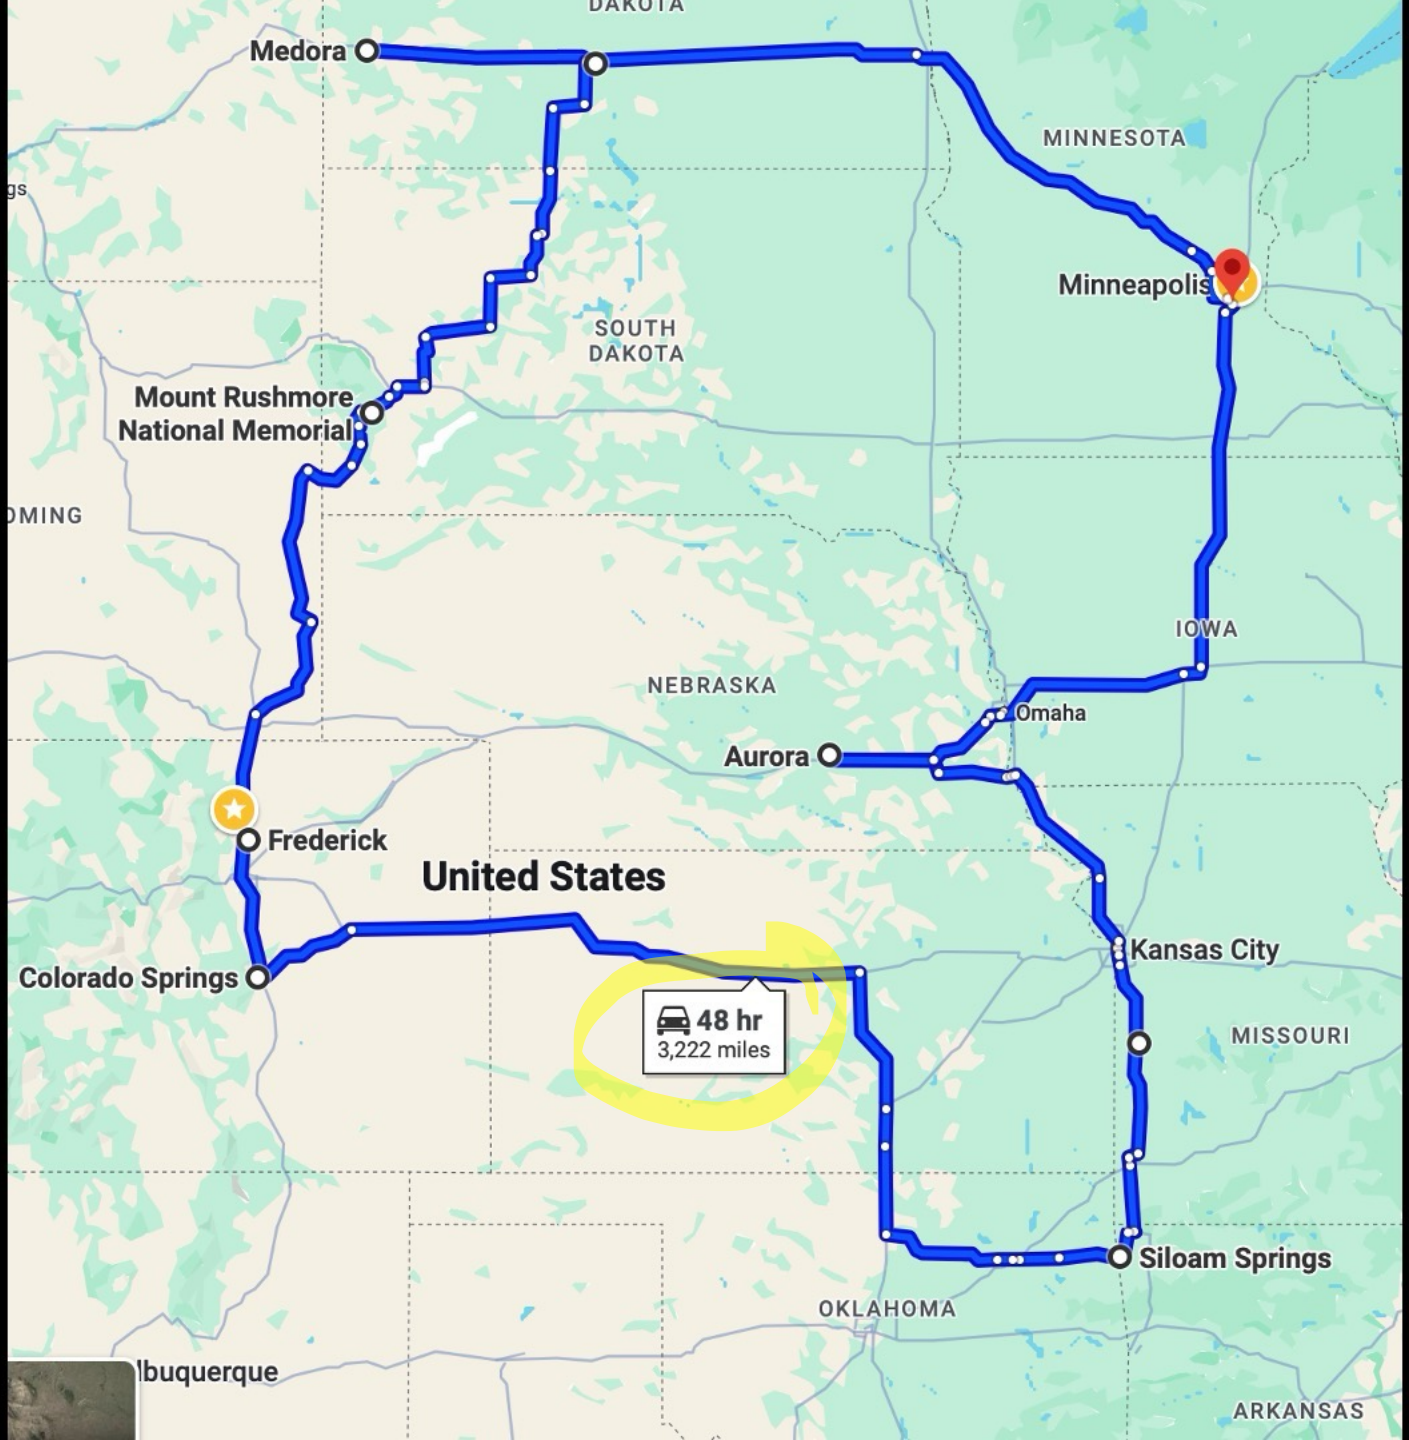 DAKOTA
Medora
MINNESOTA
gs
Minneapolis
SOUTH
DAKOTA
Mount Rushmore
National Memorial
OMING
IOWA
NEBRASKA
Omaha
Aurora
Frederick
United States
Kansas City
Colorado Springs
48 hr
3,222 miles
MISSOURI
Siloam Springs
OKLAHOMA
lbuquerque
ARKANSAS